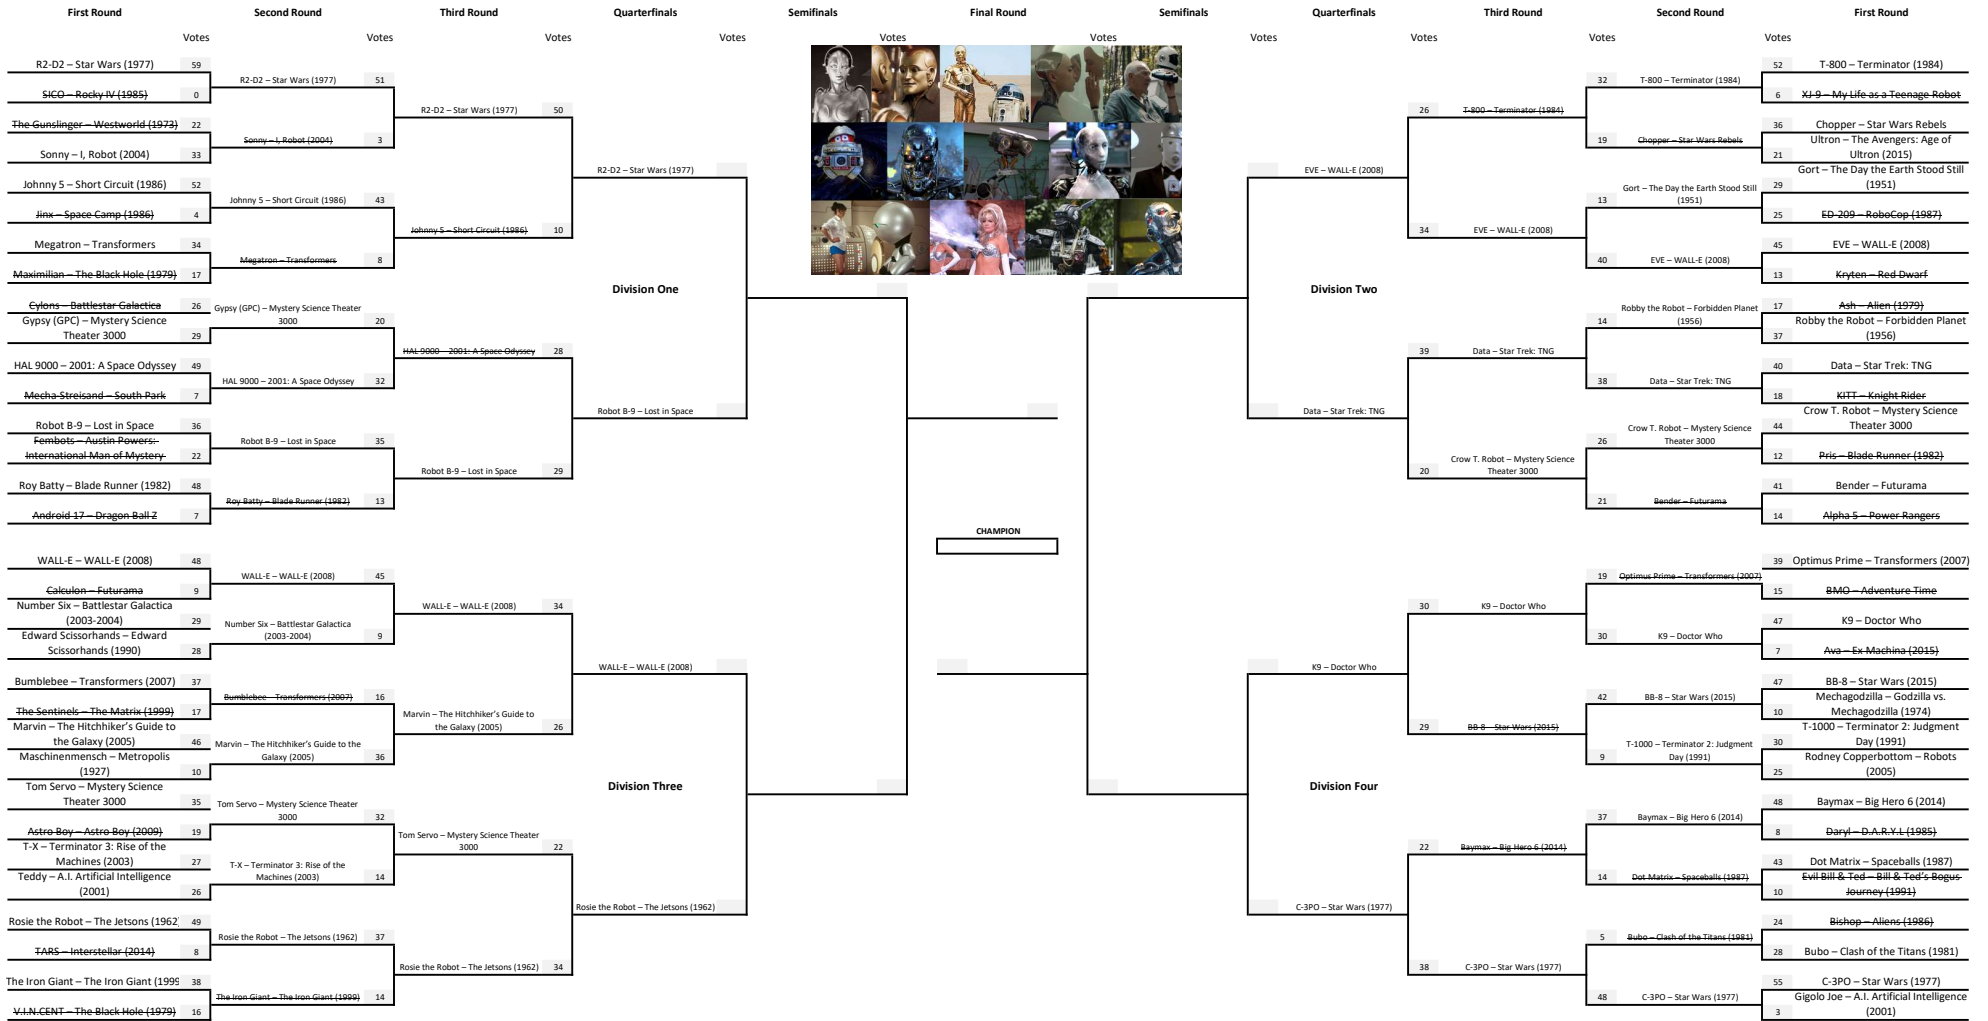 First Round Second Round Third Round Quarterfinals Semifinals Final Round Semifinals Quarterfinals Third Round Second Round First Round
Votes Votes Votes Votes Votes Votes Votes Votes Votes Votes
R2-D2 – Star Wars (1977) 59
SICO – Rocky IV (1985) 0
The Gunslinger – Westworld (1973) 22
Sonny – I, Robot (2004) 33
Johnny 5 – Short Circuit (1986) 52
Jinx – Space Camp (1986) 4
Megatron – Transformers 34
Maximilian – The Black Hole (1979) 17
Cylons – Battlestar Galactica 26
Gypsy (GPC) – Mystery Science
Theater 3000 29
HAL 9000 – 2001: A Space Odyssey 49
Mecha-Streisand – South Park 7
Robot B-9 – Lost in Space 36
Fembots – Austin Powers:
International Man of Mystery 22
Roy Batty – Blade Runner (1982) 48
Android 17 – Dragon Ball Z 7
WALL-E – WALL-E (2008) 48
Calculon – Futurama 9
Number Six – Battlestar Galactica
(2003-2004) 29
Edward Scissorhands – Edward
Scissorhands (1990) 28
Bumblebee – Transformers (2007) 37
The Sentinels – The Matrix (1999) 17
Marvin – The Hitchhiker's Guide to
the Galaxy (2005) 46
Maschinenmensch – Metropolis
(1927) 10
Tom Servo – Mystery Science
Theater 3000 35
Astro Boy – Astro Boy (2009) 19
T-X – Terminator 3: Rise of the
Machines (2003) 27
Teddy – A.I. Artificial Intelligence
(2001) 26
Rosie the Robot – The Jetsons (1962) 49
TARS – Interstellar (2014) 8
The Iron Giant – The Iron Giant (1999 38
V.I.N.CENT – The Black Hole (1979) 16
R2-D2 – Star Wars (1977) 51
Sonny – I, Robot (2004) 3
Johnny 5 – Short Circuit (1986) 43
Megatron – Transformers 8
Gypsy (GPC) – Mystery Science Theater
3000 20
HAL 9000 – 2001: A Space Odyssey 32
Robot B-9 – Lost in Space 35
Roy Batty – Blade Runner (1982) 13
WALL-E – WALL-E (2008) 45
Number Six – Battlestar Galactica
(2003-2004) 9
Bumblebee – Transformers (2007) 16
Marvin – The Hitchhiker's Guide to the
Galaxy (2005) 36
Tom Servo – Mystery Science Theater
3000 32
T-X – Terminator 3: Rise of the
Machines (2003) 14
Rosie the Robot – The Jetsons (1962) 37
The Iron Giant – The Iron Giant (1999) 14
R2-D2 – Star Wars (1977) 50
Johnny 5 – Short Circuit (1986) 10
HAL 9000 – 2001: A Space Odyssey 28
Robot B-9 – Lost in Space 29
WALL-E – WALL-E (2008) 34
Marvin – The Hitchhiker's Guide to
the Galaxy (2005) 26
Tom Servo – Mystery Science Theater
3000 22
Rosie the Robot – The Jetsons (1962) 34
R2-D2 – Star Wars (1977)
Division One
Robot B-9 – Lost in Space
WALL-E – WALL-E (2008)
Division Three
Rosie the Robot – The Jetsons (1962)
CHAMPION
EVE – WALL-E (2008)
Division Two
Data – Star Trek: TNG
K9 – Doctor Who
Division Four
C-3PO – Star Wars (1977)
26 T-800 – Terminator (1984)
34 EVE – WALL-E (2008)
39 Data – Star Trek: TNG
Crow T. Robot – Mystery Science
20 Theater 3000
30 K9 – Doctor Who
29 BB-8 – Star Wars (2015)
22 Baymax – Big Hero 6 (2014)
38 C-3PO – Star Wars (1977)
32 T-800 – Terminator (1984)
19 Chopper – Star Wars Rebels
Gort – The Day the Earth Stood Still
13 (1951)
40 EVE – WALL-E (2008)
Robby the Robot – Forbidden Planet
14 (1956)
38 Data – Star Trek: TNG
Crow T. Robot – Mystery Science
26 Theater 3000
21 Bender – Futurama
19 Optimus Prime – Transformers (2007)
30 K9 – Doctor Who
42 BB-8 – Star Wars (2015)
T-1000 – Terminator 2: Judgment
9 Day (1991)
37 Baymax – Big Hero 6 (2014)
14 Dot Matrix – Spaceballs (1987)
5 Bubo – Clash of the Titans (1981)
48 C-3PO – Star Wars (1977)
52 T-800 – Terminator (1984)
6 XJ-9 – My Life as a Teenage Robot
36 Chopper – Star Wars Rebels
Ultron – The Avengers: Age of
21 Ultron (2015)
Gort – The Day the Earth Stood Still
29 (1951)
25 ED-209 – RoboCop (1987)
45 EVE – WALL-E (2008)
13 Kryten – Red Dwarf
17 Ash – Alien (1979)
Robby the Robot – Forbidden Planet
37 (1956)
40 Data – Star Trek: TNG
18 KITT – Knight Rider
Crow T. Robot – Mystery Science
44 Theater 3000
12 Pris – Blade Runner (1982)
41 Bender – Futurama
14 Alpha 5 – Power Rangers
39 Optimus Prime – Transformers (2007)
15 BMO – Adventure Time
47 K9 – Doctor Who
7 Ava – Ex Machina (2015)
47 BB-8 – Star Wars (2015)
Mechagodzilla – Godzilla vs.
10 Mechagodzilla (1974)
T-1000 – Terminator 2: Judgment
30 Day (1991)
Rodney Copperbottom – Robots
25 (2005)
48 Baymax – Big Hero 6 (2014)
8 Daryl – D.A.R.Y.L (1985)
43 Dot Matrix – Spaceballs (1987)
Evil Bill & Ted – Bill & Ted's Bogus
10 Journey (1991)
24 Bishop – Aliens (1986)
28 Bubo – Clash of the Titans (1981)
55 C-3PO – Star Wars (1977)
Gigolo Joe – A.I. Artificial Intelligence
3 (2001)